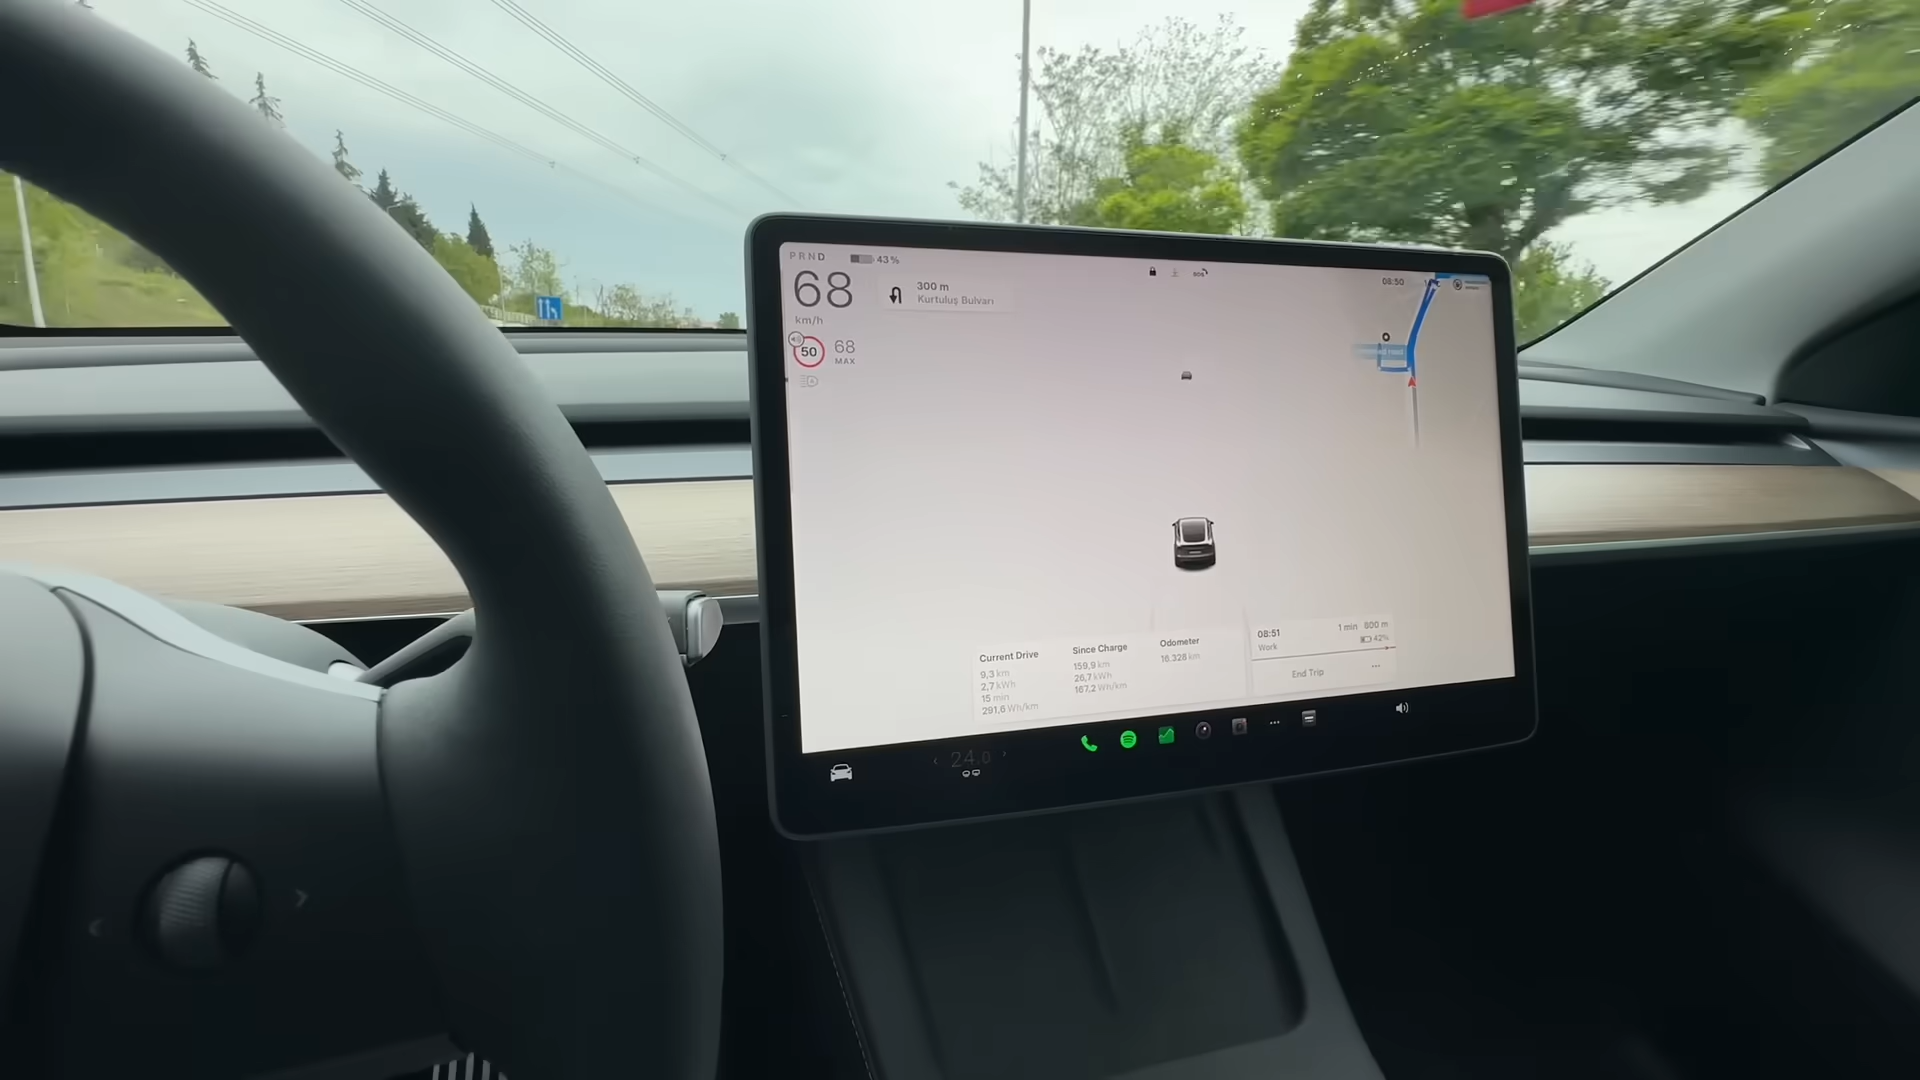 PRND 43%
68
km/h
300 m
Kurtuluş Bulvarı
50
68
MAX
SOS
08:50
Current Drive
9,3 km
2,7 kWh
15 min
291,6 Wh/km
Since Charge
159,9 km
26,7 kWh
167,2 Wh/km
Odometer
16.328 km
08:51
1 min 600 m
Work
42%
End Trip
24.0